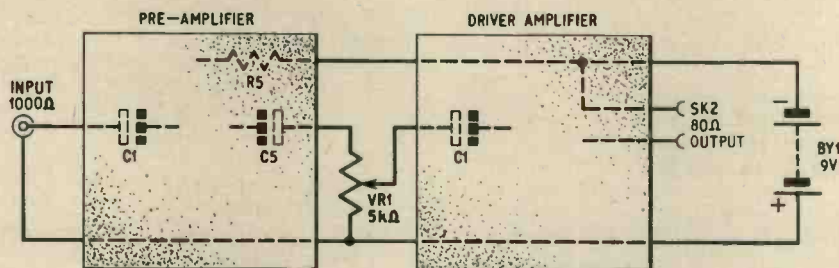 PRE-AMPLIFIER
DRIVER AMPLIFIER
INPUT
1000Ω
R5
C1
C5
VR1
5kΩ
C1
SK2
80Ω
OUTPUT
−
BY1
9V
+